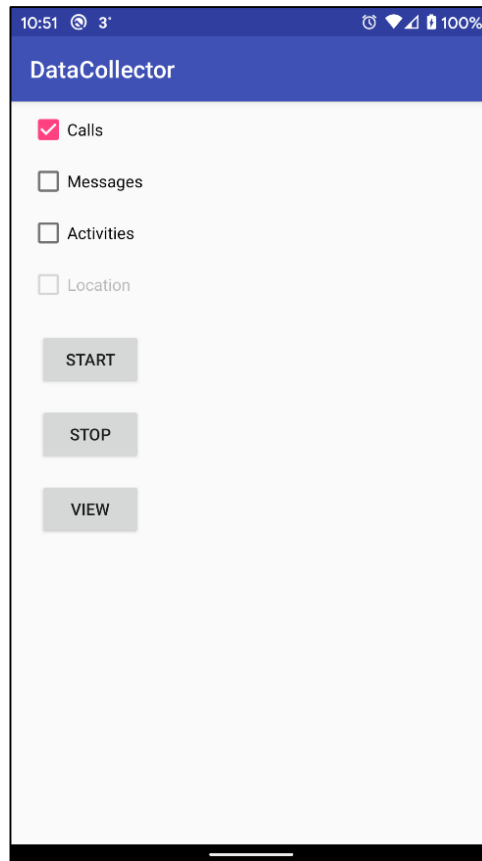 10:51 3° 100%
DataCollector
Calls
Messages
Activities
Location
START
STOP
VIEW